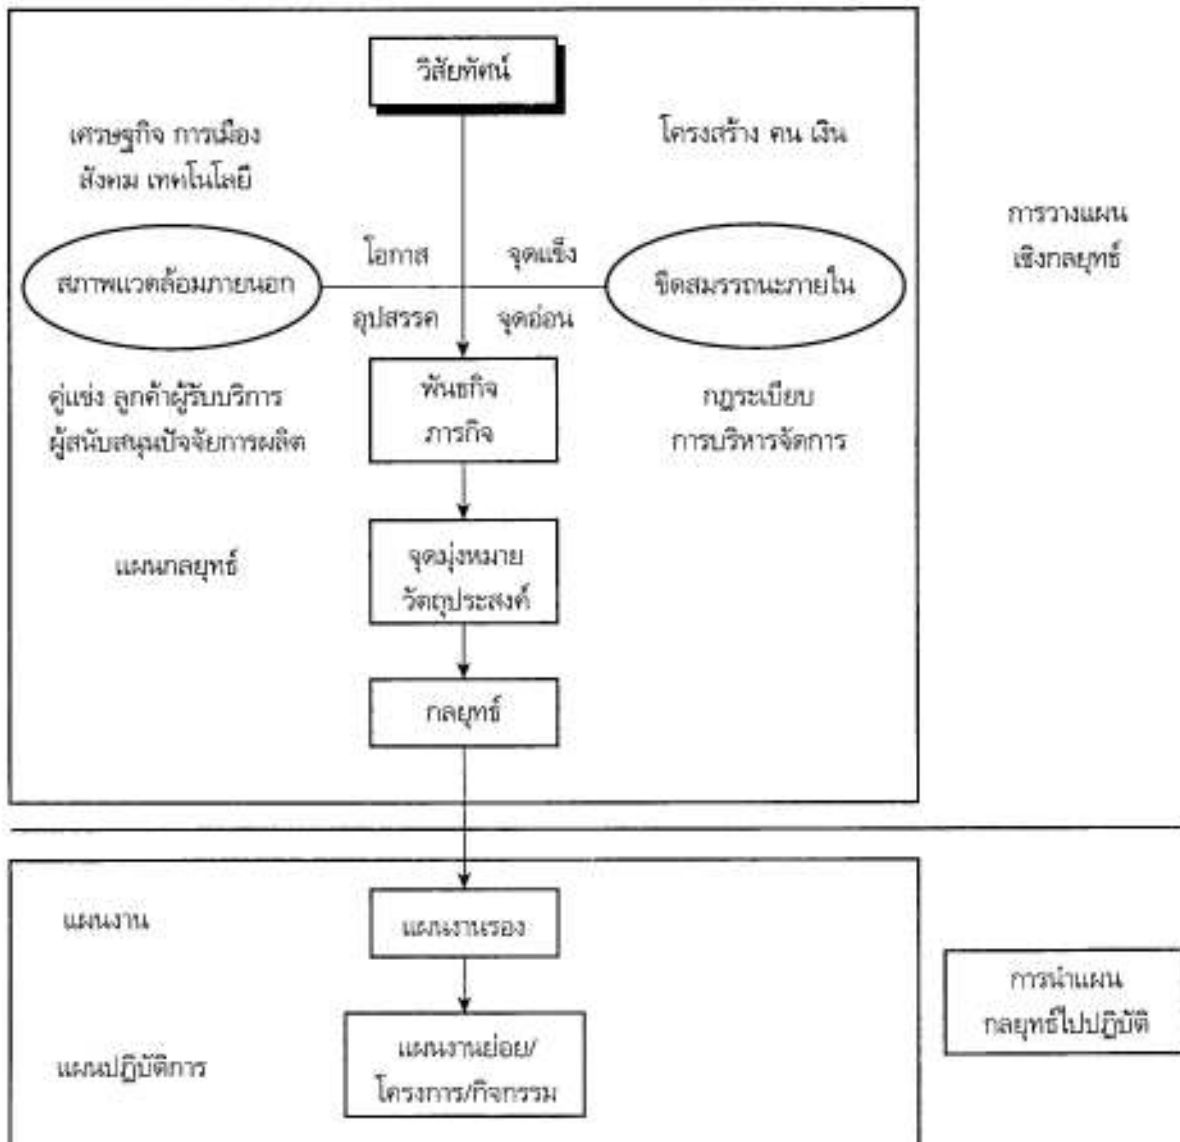 วิสัยทัศน์
เศรษฐกิจ การเมือง
สังคม เทคโนโลยี
โครงสร้าง คน เงิน
การวางแผน
เชิงกลยุทธ์
โอกาส
จุดแข็ง
สภาพแวดล้อมภายนอก
ขีดสมรรถนะภายใน
อุปสรรค
จุดอ่อน
คู่แข่ง ลูกค้าผู้รับบริการ
ผู้สนับสนุนปัจจัยการผลิต
พันธกิจ
ภารกิจ
กฎระเบียบ
การบริหารจัดการ
แผนกลยุทธ์
จุดมุ่งหมาย
วัตถุประสงค์
กลยุทธ์
แผนงาน
แผนงานรอง
การนำแผน
กลยุทธ์ไปปฏิบัติ
แผนปฏิบัติการ
แผนงานย่อย/
โครงการ/กิจกรรม